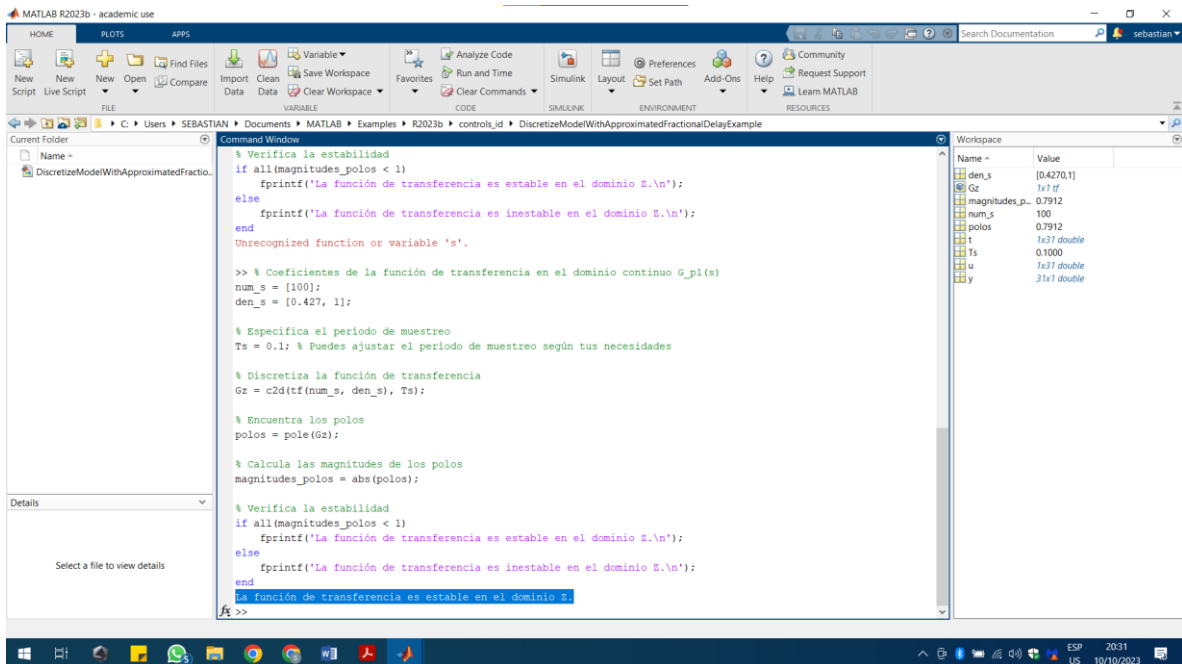 MATLAB R2023b - academic use
HOME PLOTS APPS
Search Documentation
sebastian
New Script
New Live Script
New
Open
Find Files
Compare
Import Data
Clean Data
Variable
Save Workspace
Clear Workspace
Favorites
Analyze Code
Run and Time
Clear Commands
Simulink
Layout
Preferences
Set Path
Add-Ons
Help
Community
Request Support
Learn MATLAB
FILE VARIABLE CODE SIMULINK ENVIRONMENT RESOURCES
C: Users SEBASTIAN Documents MATLAB Examples R2023b controls_id DiscretizeModelWithApproximatedFractionalDelayExample
Current Folder
Name
DiscretizeModelWithApproximatedFractio...
Details
Select a file to view details
Command Window
% Verifica la estabilidad
if all(magnitudes_polos < 1)
fprintf('La función de transferencia es estable en el dominio Z.\n');
else
fprintf('La función de transferencia es inestable en el dominio Z.\n');
end
Unrecognized function or variable 's'.
>> % Coeficientes de la función de transferencia en el dominio continuo G_p1(s)
num_s = [100];
den_s = [0.427, 1];
% Especifica el período de muestreo
Ts = 0.1; % Puedes ajustar el período de muestreo según tus necesidades
% Discretiza la función de transferencia
Gz = c2d(tf(num_s, den_s), Ts);
% Encuentra los polos
polos = pole(Gz);
% Calcula las magnitudes de los polos
magnitudes_polos = abs(polos);
% Verifica la estabilidad
if all(magnitudes_polos < 1)
fprintf('La función de transferencia es estable en el dominio Z.\n');
else
fprintf('La función de transferencia es inestable en el dominio Z.\n');
end
La función de transferencia es estable en el dominio Z.
fx >>
Workspace
Name Value
den_s [0.4270,1]
Gz 1x1 tf
magnitudes_p... 0.7912
num_s 100
polos 0.7912
t 1x31 double
Ts 0.1000
u 1x31 double
y 31x1 double
ESP
US
20:31
10/10/2023